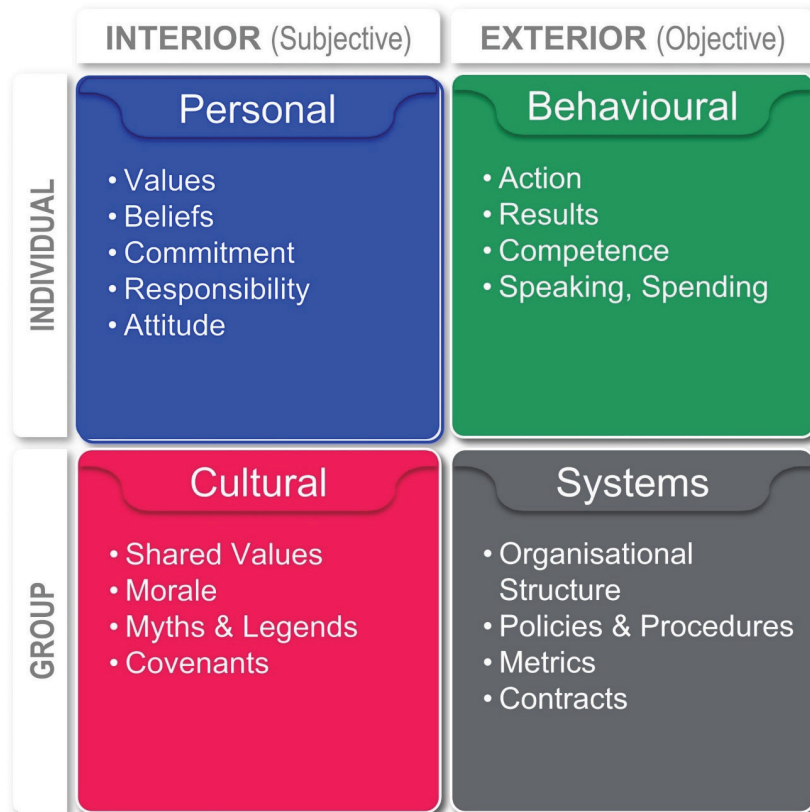 INTERIOR (Subjective)
EXTERIOR (Objective)
INDIVIDUAL
Personal
• Values
• Beliefs
• Commitment
• Responsibility
• Attitude
Behavioural
• Action
• Results
• Competence
• Speaking, Spending
GROUP
Cultural
• Shared Values
• Morale
• Myths & Legends
• Covenants
Systems
• Organisational
Structure
• Policies & Procedures
• Metrics
• Contracts